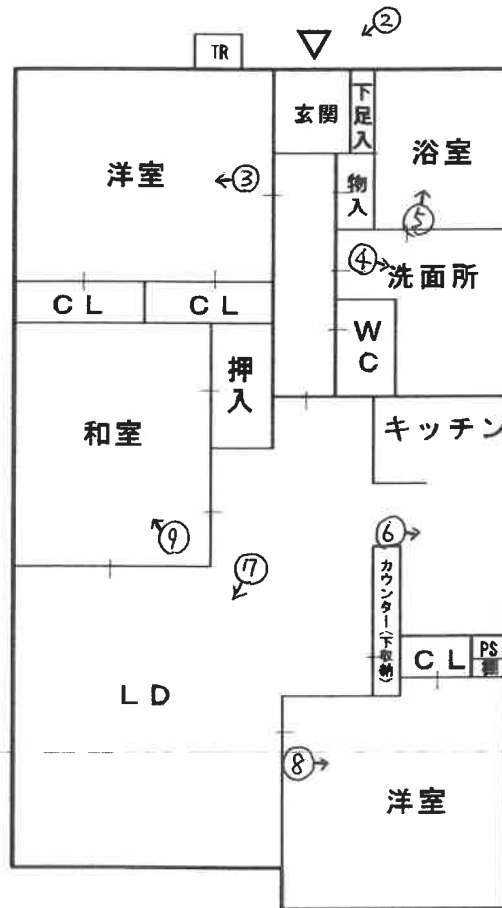 ②
TR
玄関
下足入
浴室
洋室
③
物入
⑤
④
洗面所
CL
CL
WC
押入
和室
キッチン
⑨
⑥
⑦
カウンター(下収納)
CL
PS
棚
LD
⑧
洋室